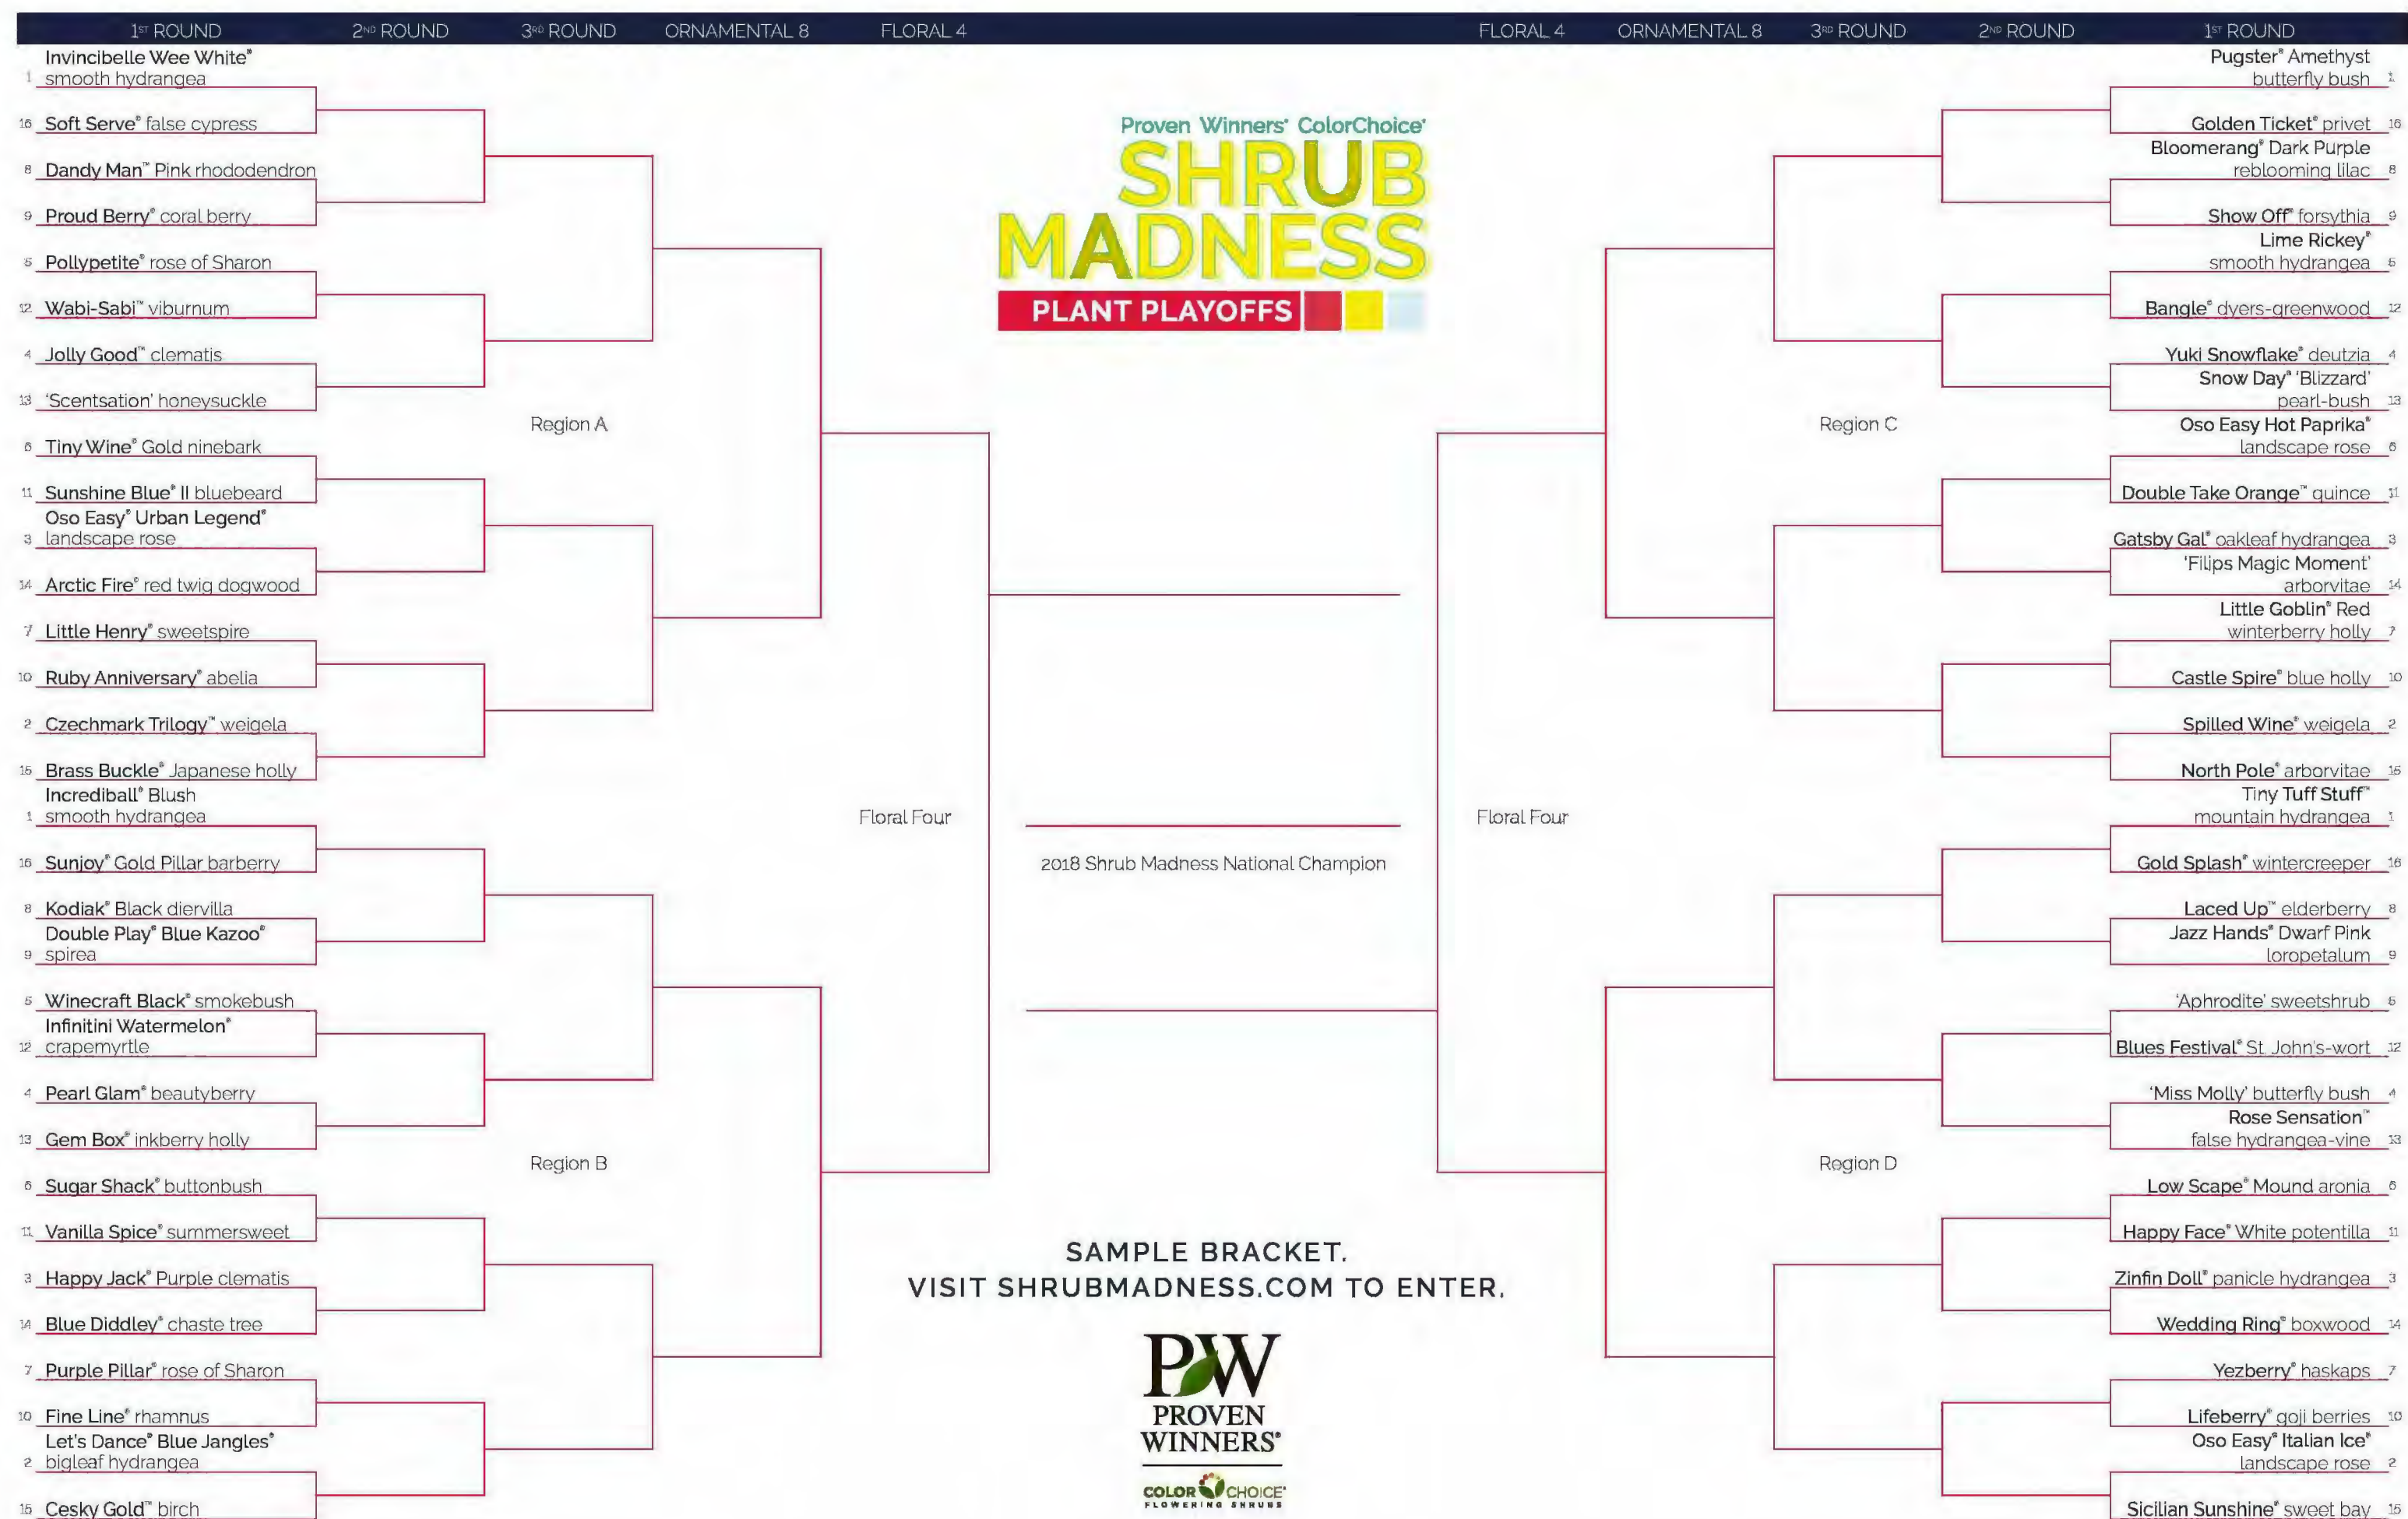 1ST ROUND 2ND ROUND 3RD ROUND ORNAMENTAL 8 FLORAL 4 FLORAL 4 ORNAMENTAL 8 3RD ROUND 2ND ROUND 1ST ROUND
Invincibelle Wee White®
1 smooth hydrangea
16 Soft Serve® false cypress
8 Dandy Man™ Pink rhododendron
9 Proud Berry® coral berry
5 Pollypetite® rose of Sharon
12 Wabi-Sabi™ viburnum
4 Jolly Good™ clematis
13 'Scentsation' honeysuckle
Region A
6 Tiny Wine® Gold ninebark
11 Sunshine Blue® II bluebeard
Oso Easy® Urban Legend®
3 landscape rose
14 Arctic Fire® red twig dogwood
7 Little Henry® sweetspire
10 Ruby Anniversary® abelia
2 Czechmark Trilogy™ weigela
15 Brass Buckle® Japanese holly
Incrediball® Blush
1 smooth hydrangea
16 Sunjoy® Gold Pillar barberry
8 Kodiak® Black diervilla
Double Play® Blue Kazoo®
9 spirea
5 Winecraft Black® smokebush
Infinitini Watermelon®
12 crapemyrtle
4 Pearl Glam® beautyberry
13 Gem Box® inkberry holly
Region B
6 Sugar Shack® buttonbush
11 Vanilla Spice® summersweet
3 Happy Jack® Purple clematis
14 Blue Diddley® chaste tree
7 Purple Pillar® rose of Sharon
10 Fine Line® rhamnus
Let's Dance® Blue Jangles®
2 bigleaf hydrangea
15 Cesky Gold™ birch
Proven Winners® ColorChoice®
SHRUB
MADNESS
PLANT PLAYOFFS
Floral Four
2018 Shrub Madness National Champion
Floral Four
SAMPLE BRACKET.
VISIT SHRUBMADNESS.COM TO ENTER.
PW
PROVEN
WINNERS®
COLOR CHOICE®
FLOWERING SHRUBS
Pugster® Amethyst
butterfly bush 1
Golden Ticket® privet 16
Bloomerang® Dark Purple
reblooming lilac 8
Show Off® forsythia 9
Lime Rickey®
smooth hydrangea 5
Bangle® dyers-greenwood 12
Yuki Snowflake® deutzia 4
Snow Day® 'Blizzard'
pearl-bush 13
Region C
Oso Easy Hot Paprika®
landscape rose 6
Double Take Orange™ quince 11
Gatsby Gal® oakleaf hydrangea 3
'Filips Magic Moment'
arborvitae 14
Little Goblin® Red
winterberry holly 7
Castle Spire® blue holly 10
Spilled Wine® weigela 2
North Pole® arborvitae 15
Tiny Tuff Stuff™
mountain hydrangea 1
Gold Splash® wintercreeper 16
Laced Up™ elderberry 8
Jazz Hands® Dwarf Pink
loropetalum 9
'Aphrodite' sweetshrub 5
Blues Festival® St. John's-wort 12
'Miss Molly' butterfly bush 4
Rose Sensation™
false hydrangea-vine 13
Region D
Low Scape® Mound aronia 6
Happy Face® White potentilla 11
Zinfin Doll® panicle hydrangea 3
Wedding Ring® boxwood 14
Yezberry® haskaps 7
Lifeberry® goji berries 10
Oso Easy® Italian Ice®
landscape rose 2
Sicilian Sunshine® sweet bay 15